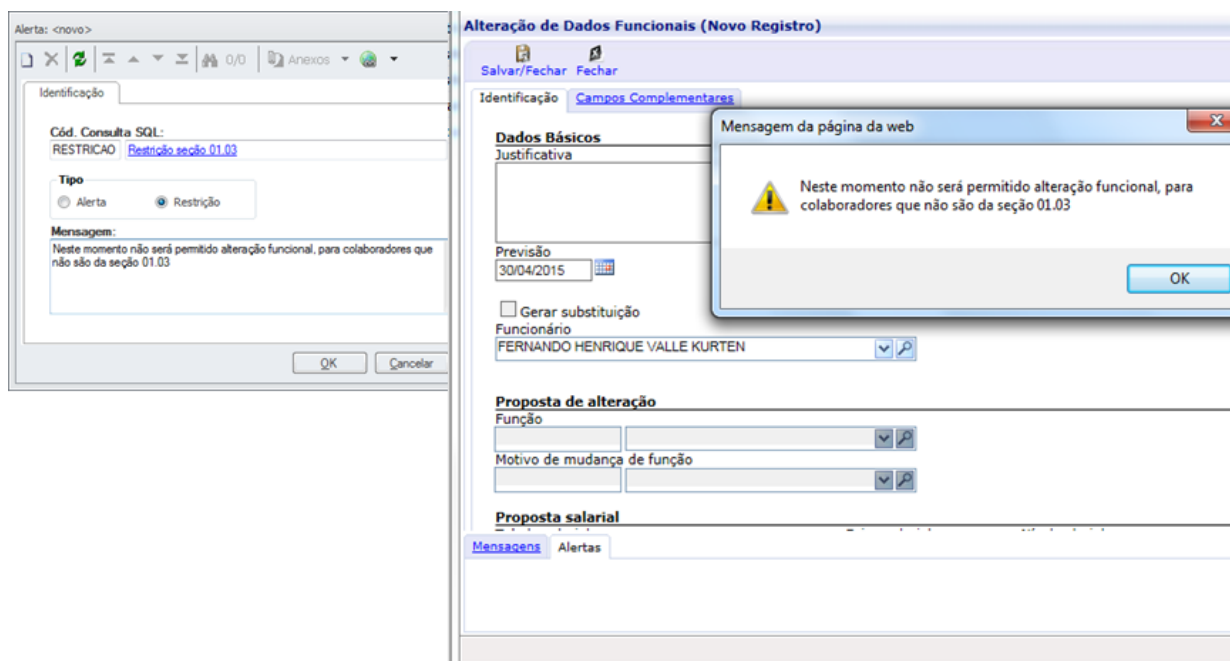 Alerta: <novo>
0/0 Anexos
Identificação
Cód. Consulta SQL:
RESTRICAO Restrição seção 01.03
Tipo
Alerta Restrição
Mensagem:
Neste momento não será permitido alteração funcional, para colaboradores que
não são da seção 01.03
OK Cancelar
Alteração de Dados Funcionais (Novo Registro)
Salvar/Fechar Fechar
Identificação Campos Complementares
Dados Básicos
Justificativa
Previsão
30/04/2015
Gerar substituição
Funcionário
FERNANDO HENRIQUE VALLE KURTEN
Proposta de alteração
Função
Motivo de mudança de função
Proposta salarial
Mensagens Alertas
Mensagem da página da web
Neste momento não será permitido alteração funcional, para
colaboradores que não são da seção 01.03
OK